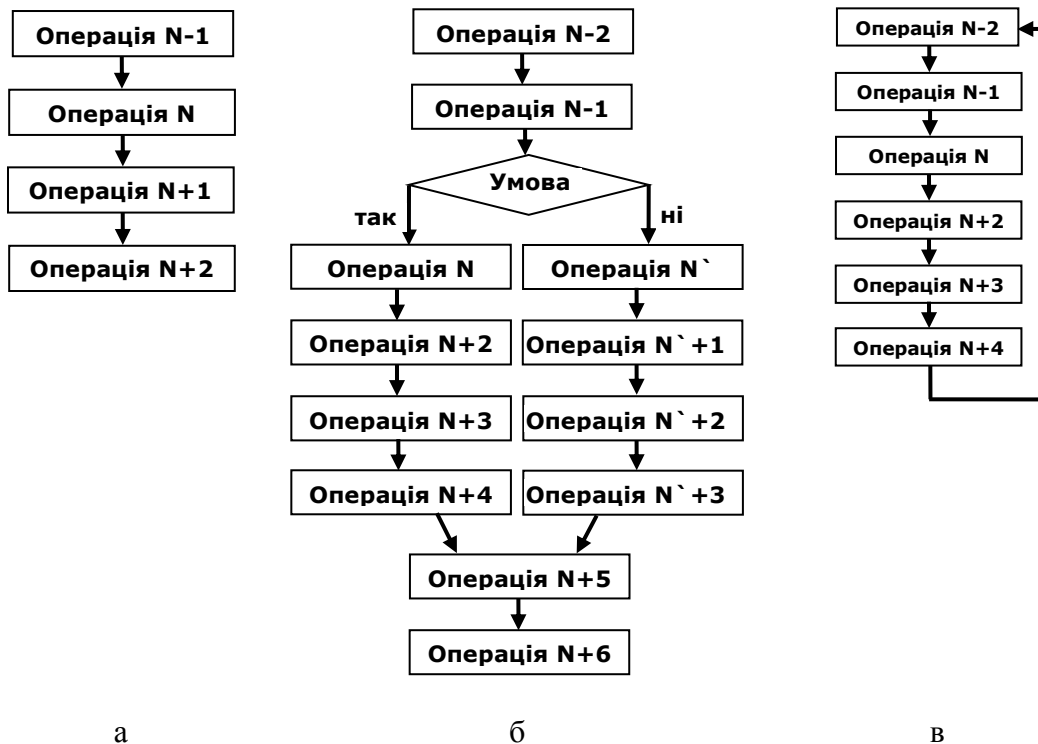 Операція N-1
Операція N
Операція N+1
Операція N+2
Операція N-2
Операція N-1
Умова
так
ні
Операція N
Операція N`
Операція N+2
Операція N`+1
Операція N+3
Операція N`+2
Операція N+4
Операція N`+3
Операція N+5
Операція N+6
Операція N-2
Операція N-1
Операція N
Операція N+2
Операція N+3
Операція N+4
а
б
в